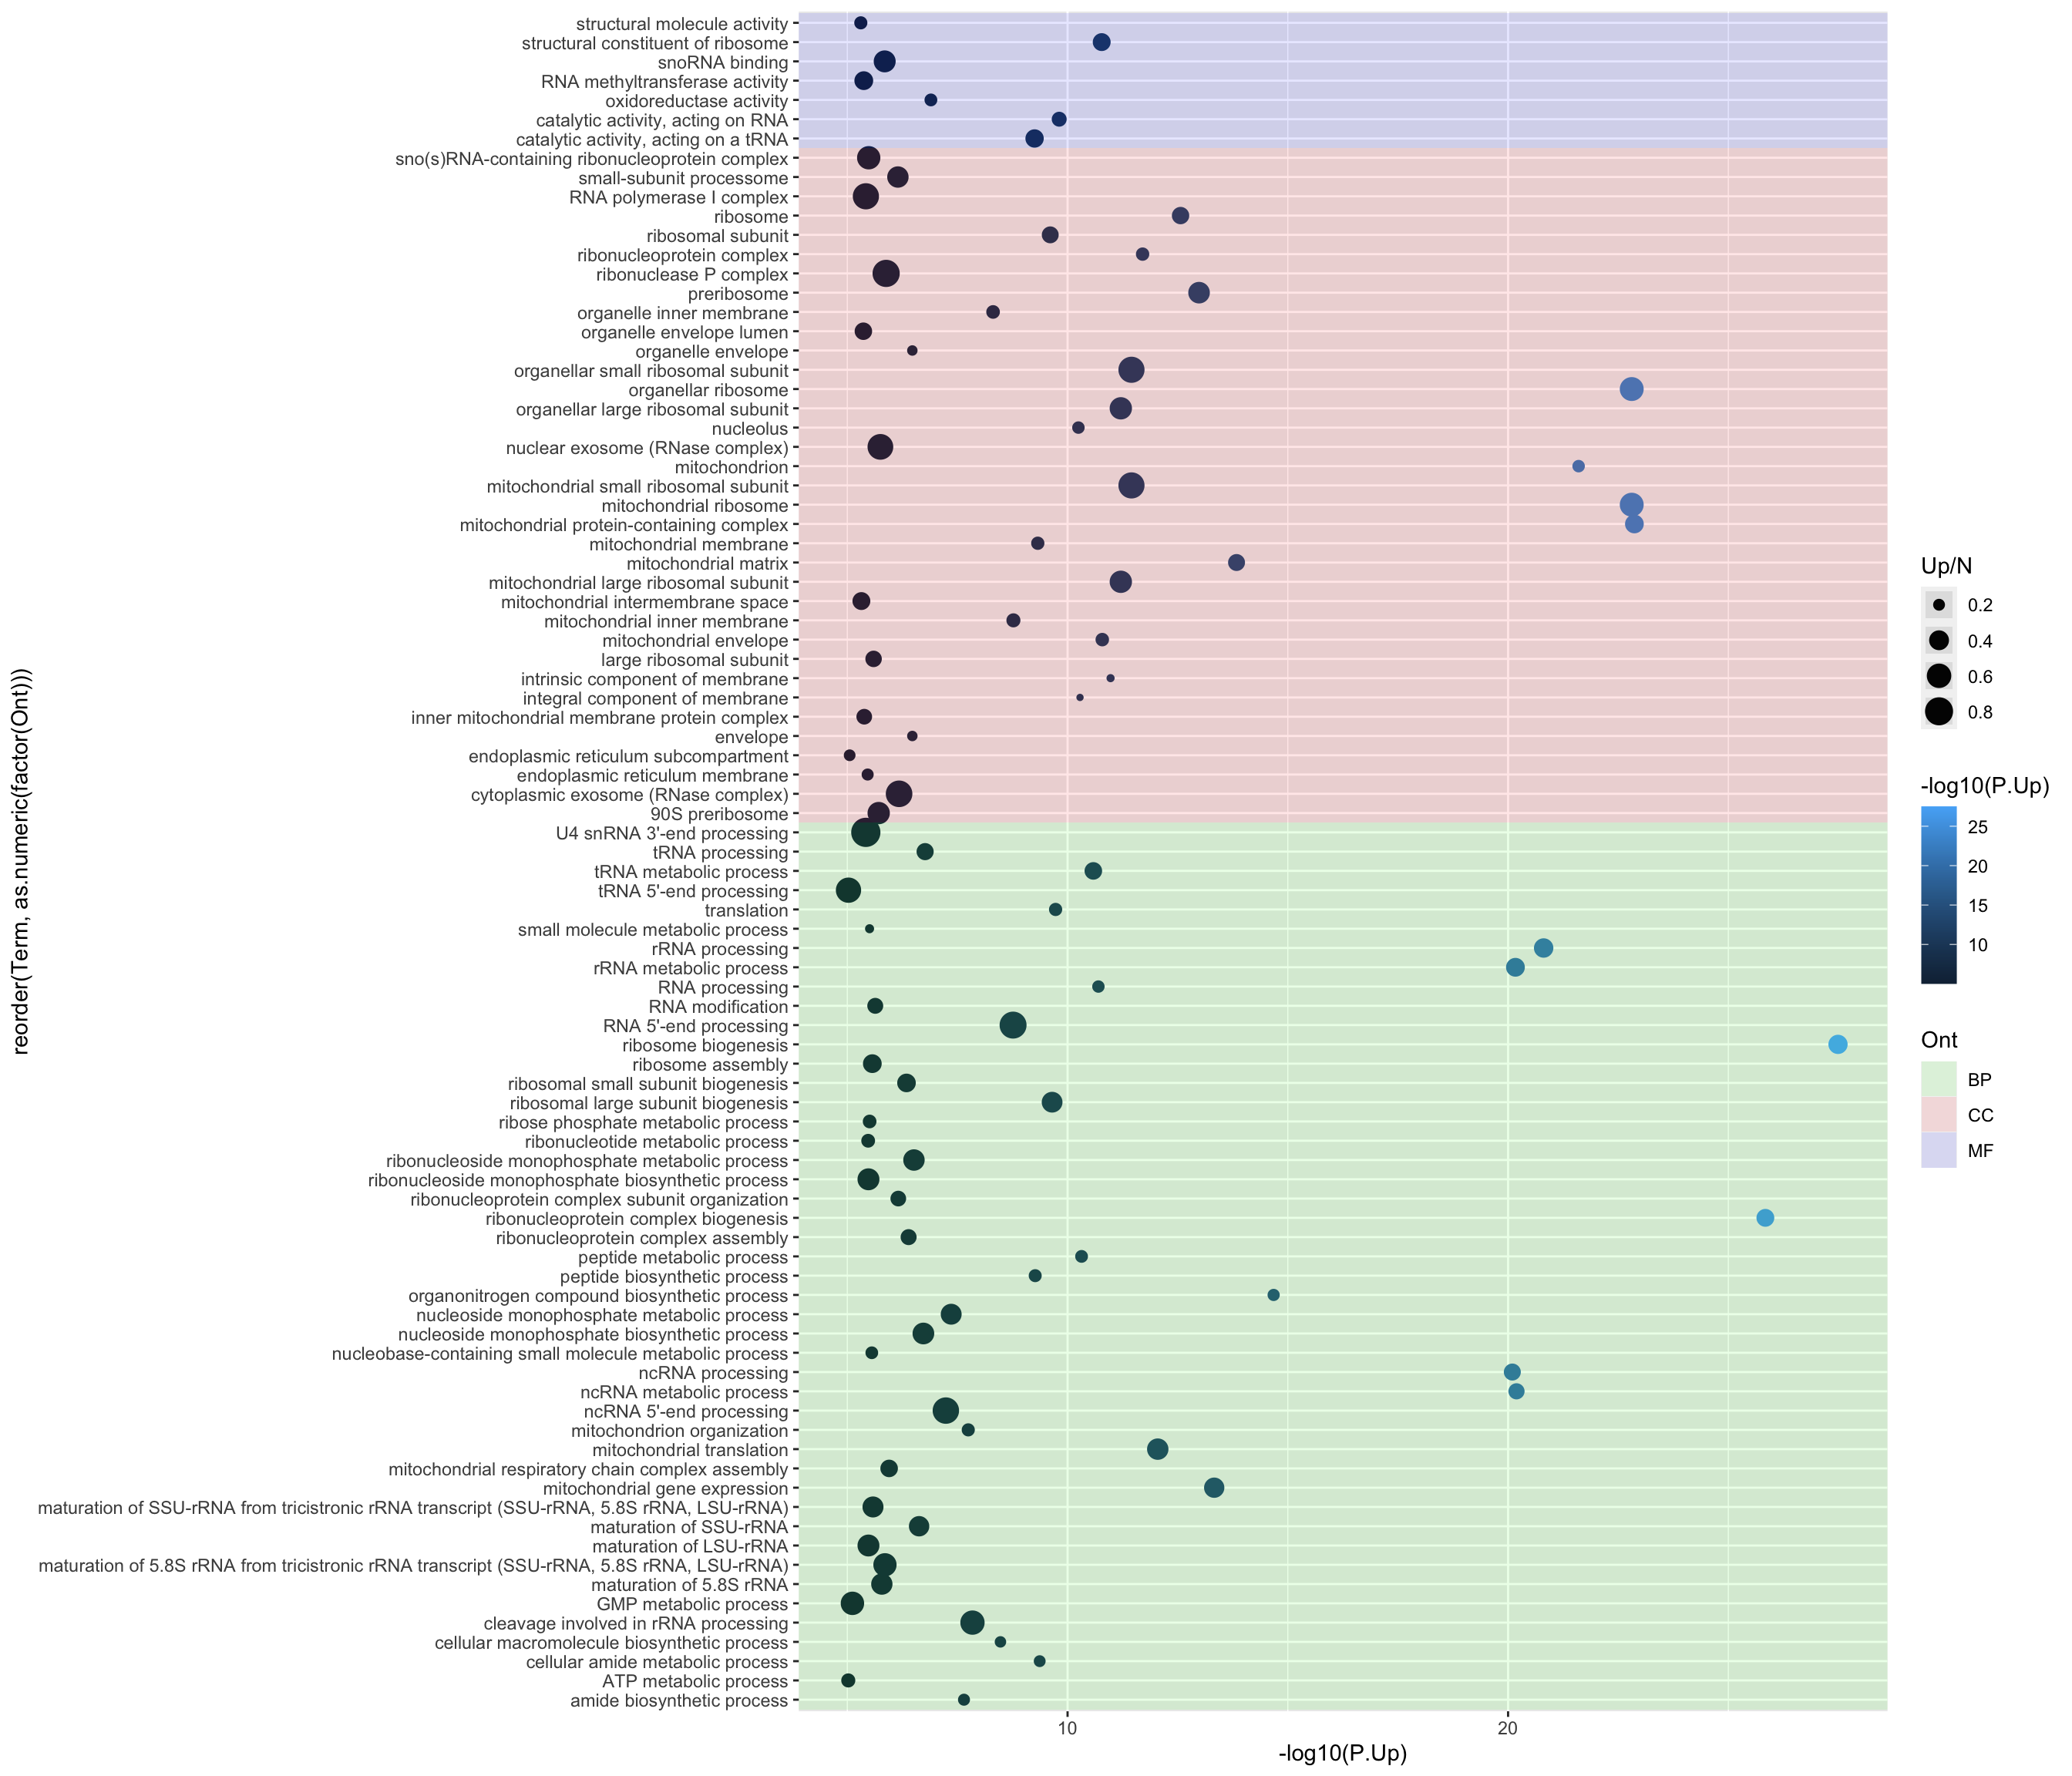 structural molecule activity
structural constituent of ribosome
snoRNA binding
RNA methyltransferase activity
oxidoreductase activity
catalytic activity, acting on RNA
catalytic activity, acting on a tRNA
sno(s)RNA-containing ribonucleoprotein complex
small-subunit processome
RNA polymerase I complex
ribosome
ribosomal subunit
ribonucleoprotein complex
ribonuclease P complex
preribosome
organelle inner membrane
organelle envelope lumen
organelle envelope
organellar small ribosomal subunit
organellar ribosome
organellar large ribosomal subunit
nucleolus
nuclear exosome (RNase complex)
mitochondrion
mitochondrial small ribosomal subunit
mitochondrial ribosome
mitochondrial protein-containing complex
mitochondrial membrane
mitochondrial matrix
mitochondrial large ribosomal subunit
mitochondrial intermembrane space
mitochondrial inner membrane
mitochondrial envelope
large ribosomal subunit
intrinsic component of membrane
integral component of membrane
inner mitochondrial membrane protein complex
envelope
endoplasmic reticulum subcompartment
endoplasmic reticulum membrane
cytoplasmic exosome (RNase complex)
90S preribosome
U4 snRNA 3'-end processing
tRNA processing
tRNA metabolic process
tRNA 5'-end processing
translation
small molecule metabolic process
rRNA processing
rRNA metabolic process
RNA processing
RNA modification
RNA 5'-end processing
ribosome biogenesis
ribosome assembly
ribosomal small subunit biogenesis
ribosomal large subunit biogenesis
ribose phosphate metabolic process
ribonucleotide metabolic process
ribonucleoside monophosphate metabolic process
ribonucleoside monophosphate biosynthetic process
ribonucleoprotein complex subunit organization
ribonucleoprotein complex biogenesis
ribonucleoprotein complex assembly
peptide metabolic process
peptide biosynthetic process
organonitrogen compound biosynthetic process
nucleoside monophosphate metabolic process
nucleoside monophosphate biosynthetic process
nucleobase-containing small molecule metabolic process
ncRNA processing
ncRNA metabolic process
ncRNA 5'-end processing
mitochondrion organization
mitochondrial translation
mitochondrial respiratory chain complex assembly
mitochondrial gene expression
maturation of SSU-rRNA from tricistronic rRNA transcript (SSU-rRNA, 5.8S rRNA, LSU-rRNA)
maturation of SSU-rRNA
maturation of LSU-rRNA
maturation of 5.8S rRNA from tricistronic rRNA transcript (SSU-rRNA, 5.8S rRNA, LSU-rRNA)
maturation of 5.8S rRNA
GMP metabolic process
cleavage involved in rRNA processing
cellular macromolecule biosynthetic process
cellular amide metabolic process
ATP metabolic process
amide biosynthetic process
reorder(Term, as.numeric(factor(Ont)))
10
20
-log10(P.Up)
Up/N
0.2
0.4
0.6
0.8
-log10(P.Up)
25
20
15
10
Ont
BP
CC
MF